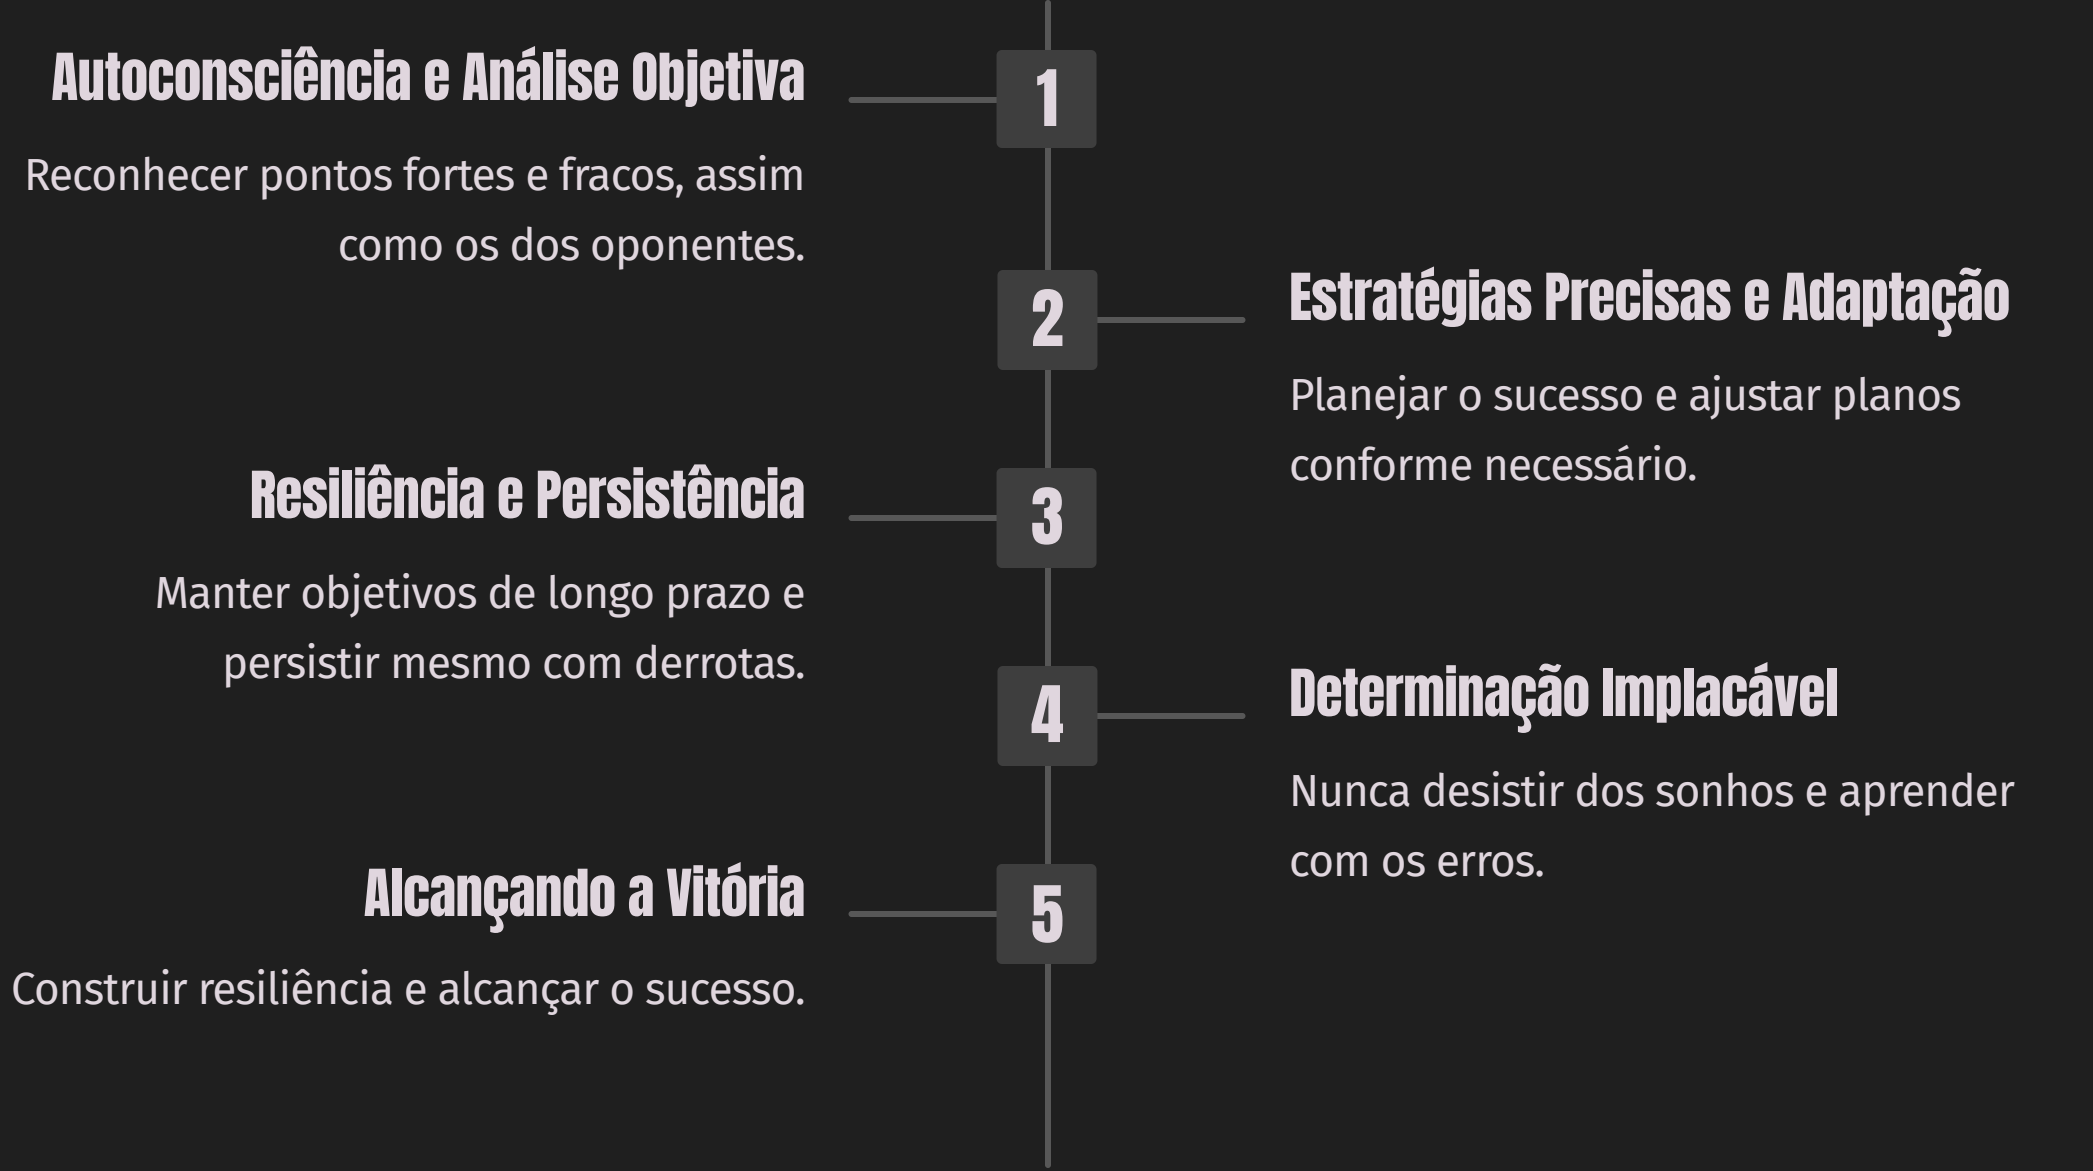 Autoconsciência e Análise Objetiva
1
Reconhecer pontos fortes e fracos, assim
como os dos oponentes.
2
Estratégias Precisas e Adaptação
Planejar o sucesso e ajustar planos
conforme necessário.
Resiliência e Persistência
3
Manter objetivos de longo prazo e
persistir mesmo com derrotas.
4
Determinação Implacável
Nunca desistir dos sonhos e aprender
com os erros.
Alcançando a Vitória
5
Construir resiliência e alcançar o sucesso.